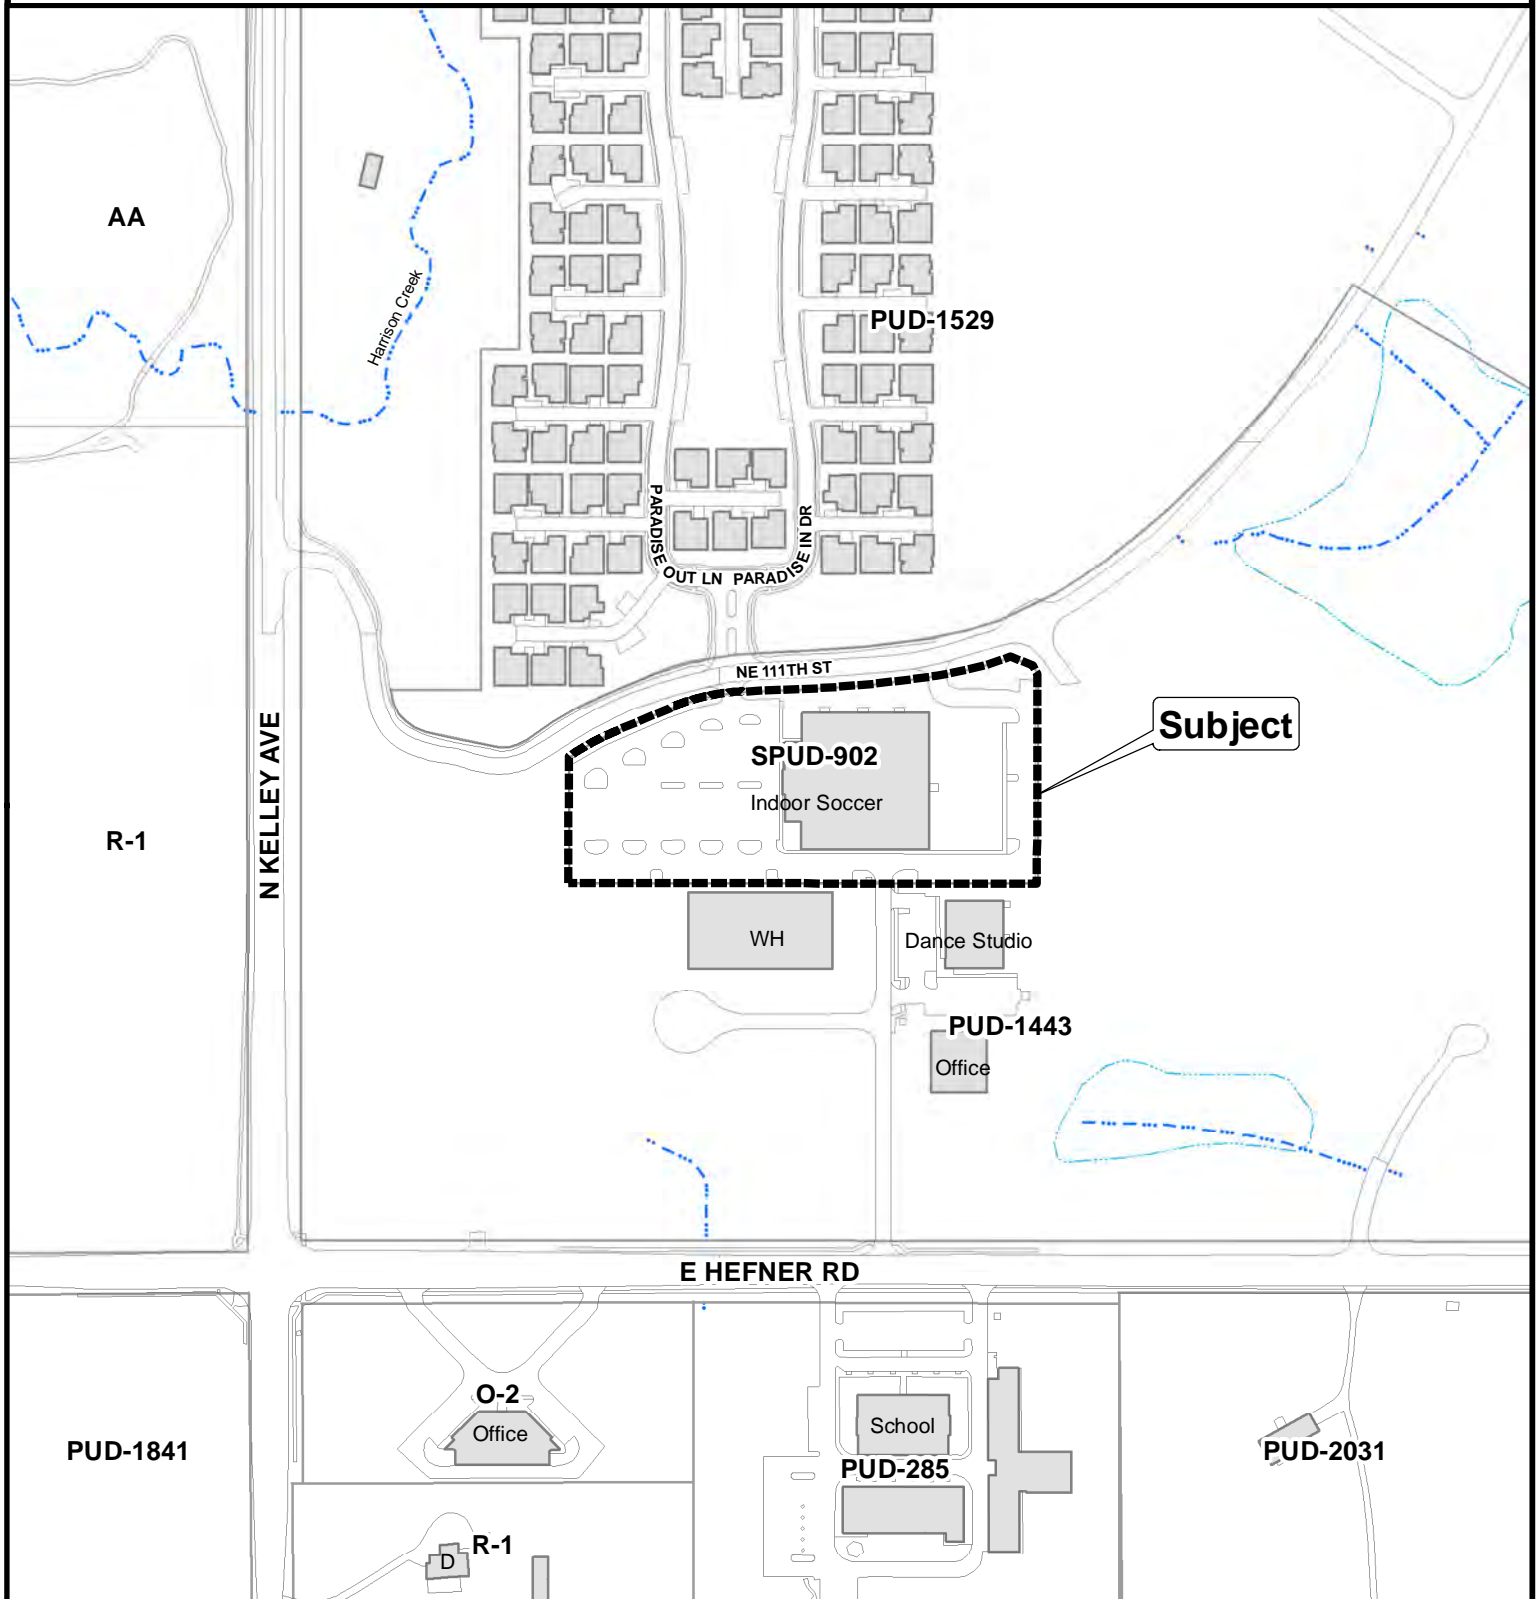 AA
Harrison Creek
PUD-1529
PARADISE OUT LN
PARADISE IN DR
NE 111TH ST
N KELLEY AVE
Subject
SPUD-902
Indoor Soccer
R-1
WH
Dance Studio
PUD-1443
Office
E HEFNER RD
O-2
Office
School
PUD-1841
PUD-285
PUD-2031
R-1
D